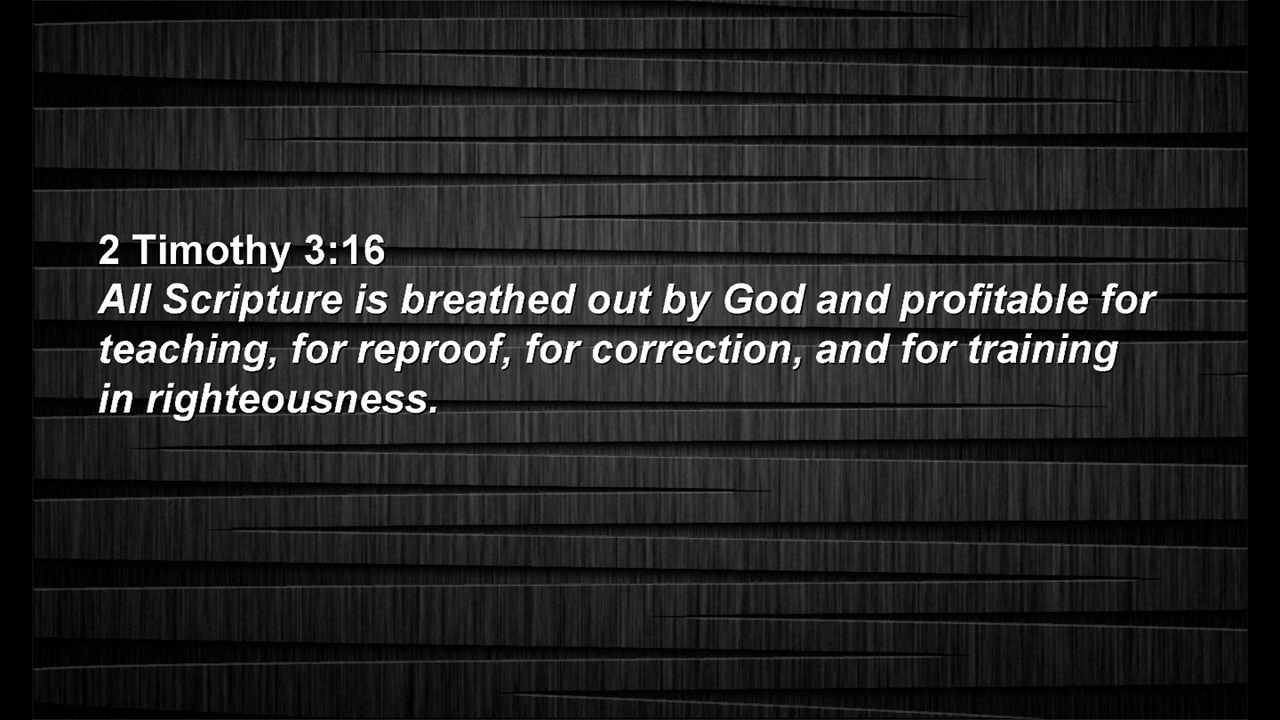 2 Timothy 3:16
All Scripture is breathed out by God and profitable for
teaching, for reproof, for correction, and for training
in righteousness.